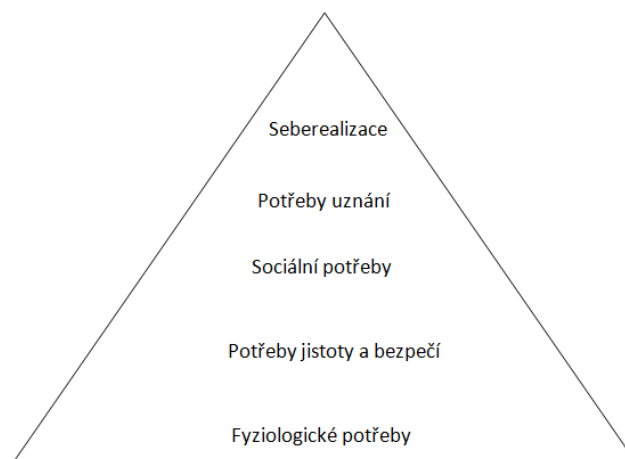 Seberealizace
Potřeby uznání
Sociální potřeby
Potřeby jistoty a bezpečí
Fyziologické potřeby